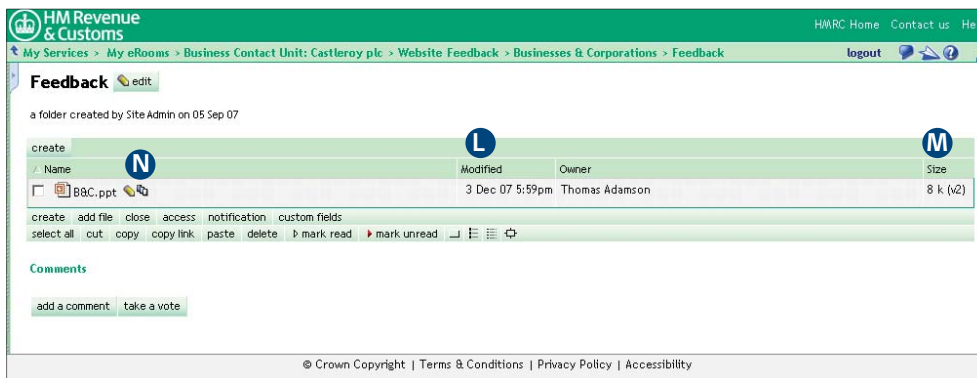 HM Revenue
& Customs
HMRC Home Contact us He
My Services > My eRooms > Business Contact Unit: Castleroy plc > Website Feedback > Businesses & Corporations > Feedback logout
Feedback edit
a folder created by Site Admin on 05 Sep 07
create
N L M
Name Modified Owner Size
B&C.ppt 3 Dec 07 5:59pm Thomas Adamson 8 k (v2)
create add file close access notification custom fields
select all cut copy copy link paste delete mark read mark unread
Comments
add a comment take a vote
© Crown Copyright | Terms & Conditions | Privacy Policy | Accessibility